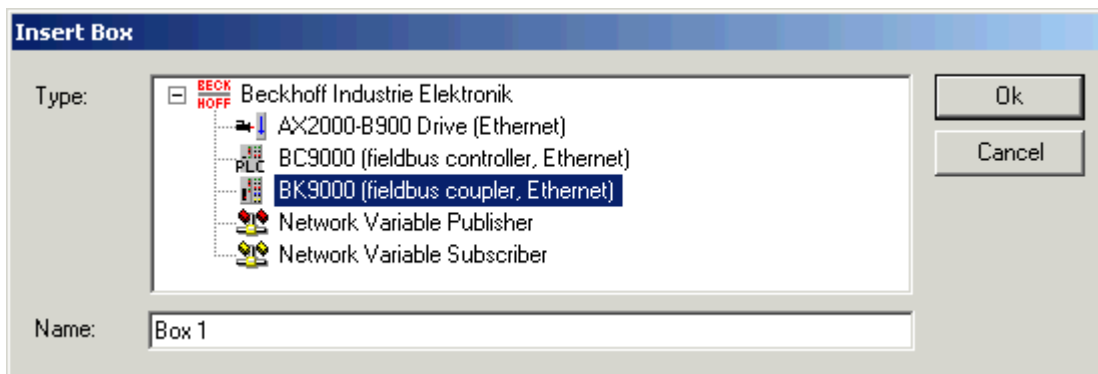 Insert Box
Type:
BECK
HOFF
Beckhoff Industrie Elektronik
Ok
AX2000-B900 Drive (Ethernet)
PLC
BC9000 (fieldbus controller, Ethernet)
Cancel
BK9000 (fieldbus coupler, Ethernet)
Network Variable Publisher
Network Variable Subscriber
Name:
Box 1